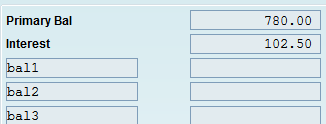 Primary Bal 780.00
Interest 102.50
bal1
bal2
bal3